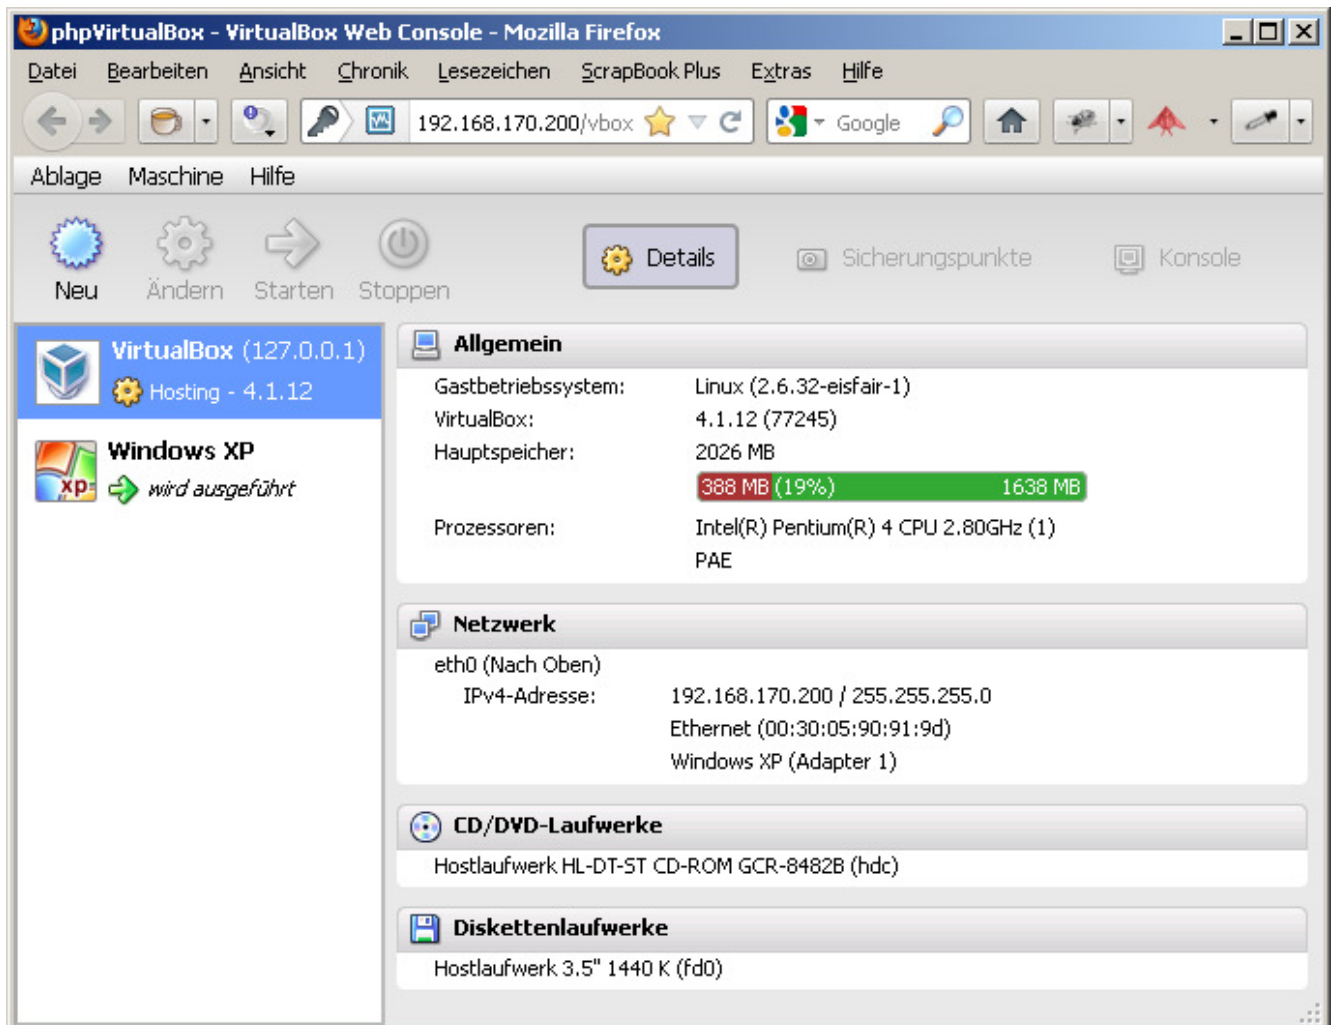 phpVirtualBox - VirtualBox Web Console - Mozilla Firefox
Datei Bearbeiten Ansicht Chronik Lesezeichen ScrapBook Plus Extras Hilfe
192.168.170.200/vbox Google
Ablage Maschine Hilfe
Details Sicherungspunkte Konsole
Neu Ändern Starten Stoppen
VirtualBox (127.0.0.1)
Hosting - 4.1.12
Windows XP
xp
wird ausgeführt
Allgemein
Gastbetriebssystem: Linux (2.6.32-eisfair-1)
VirtualBox: 4.1.12 (77245)
Hauptspeicher: 2026 MB
388 MB (19%) 1638 MB
Prozessoren: Intel(R) Pentium(R) 4 CPU 2.80GHz (1)
PAE
Netzwerk
eth0 (Nach Oben)
IPv4-Adresse: 192.168.170.200 / 255.255.255.0
Ethernet (00:30:05:90:91:9d)
Windows XP (Adapter 1)
CD/DVD-Laufwerke
Hostlaufwerk HL-DT-ST CD-ROM GCR-8482B (hdc)
Diskettenlaufwerke
Hostlaufwerk 3.5" 1440 K (fd0)